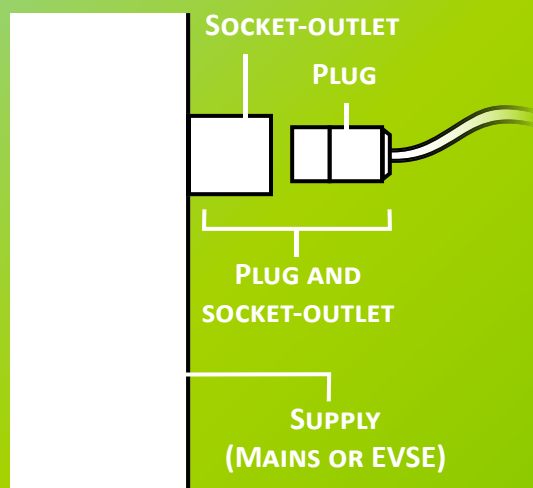 SOCKET-OUTLET
PLUG
PLUG AND
SOCKET-OUTLET
SUPPLY
(MAINS OR EVSE)